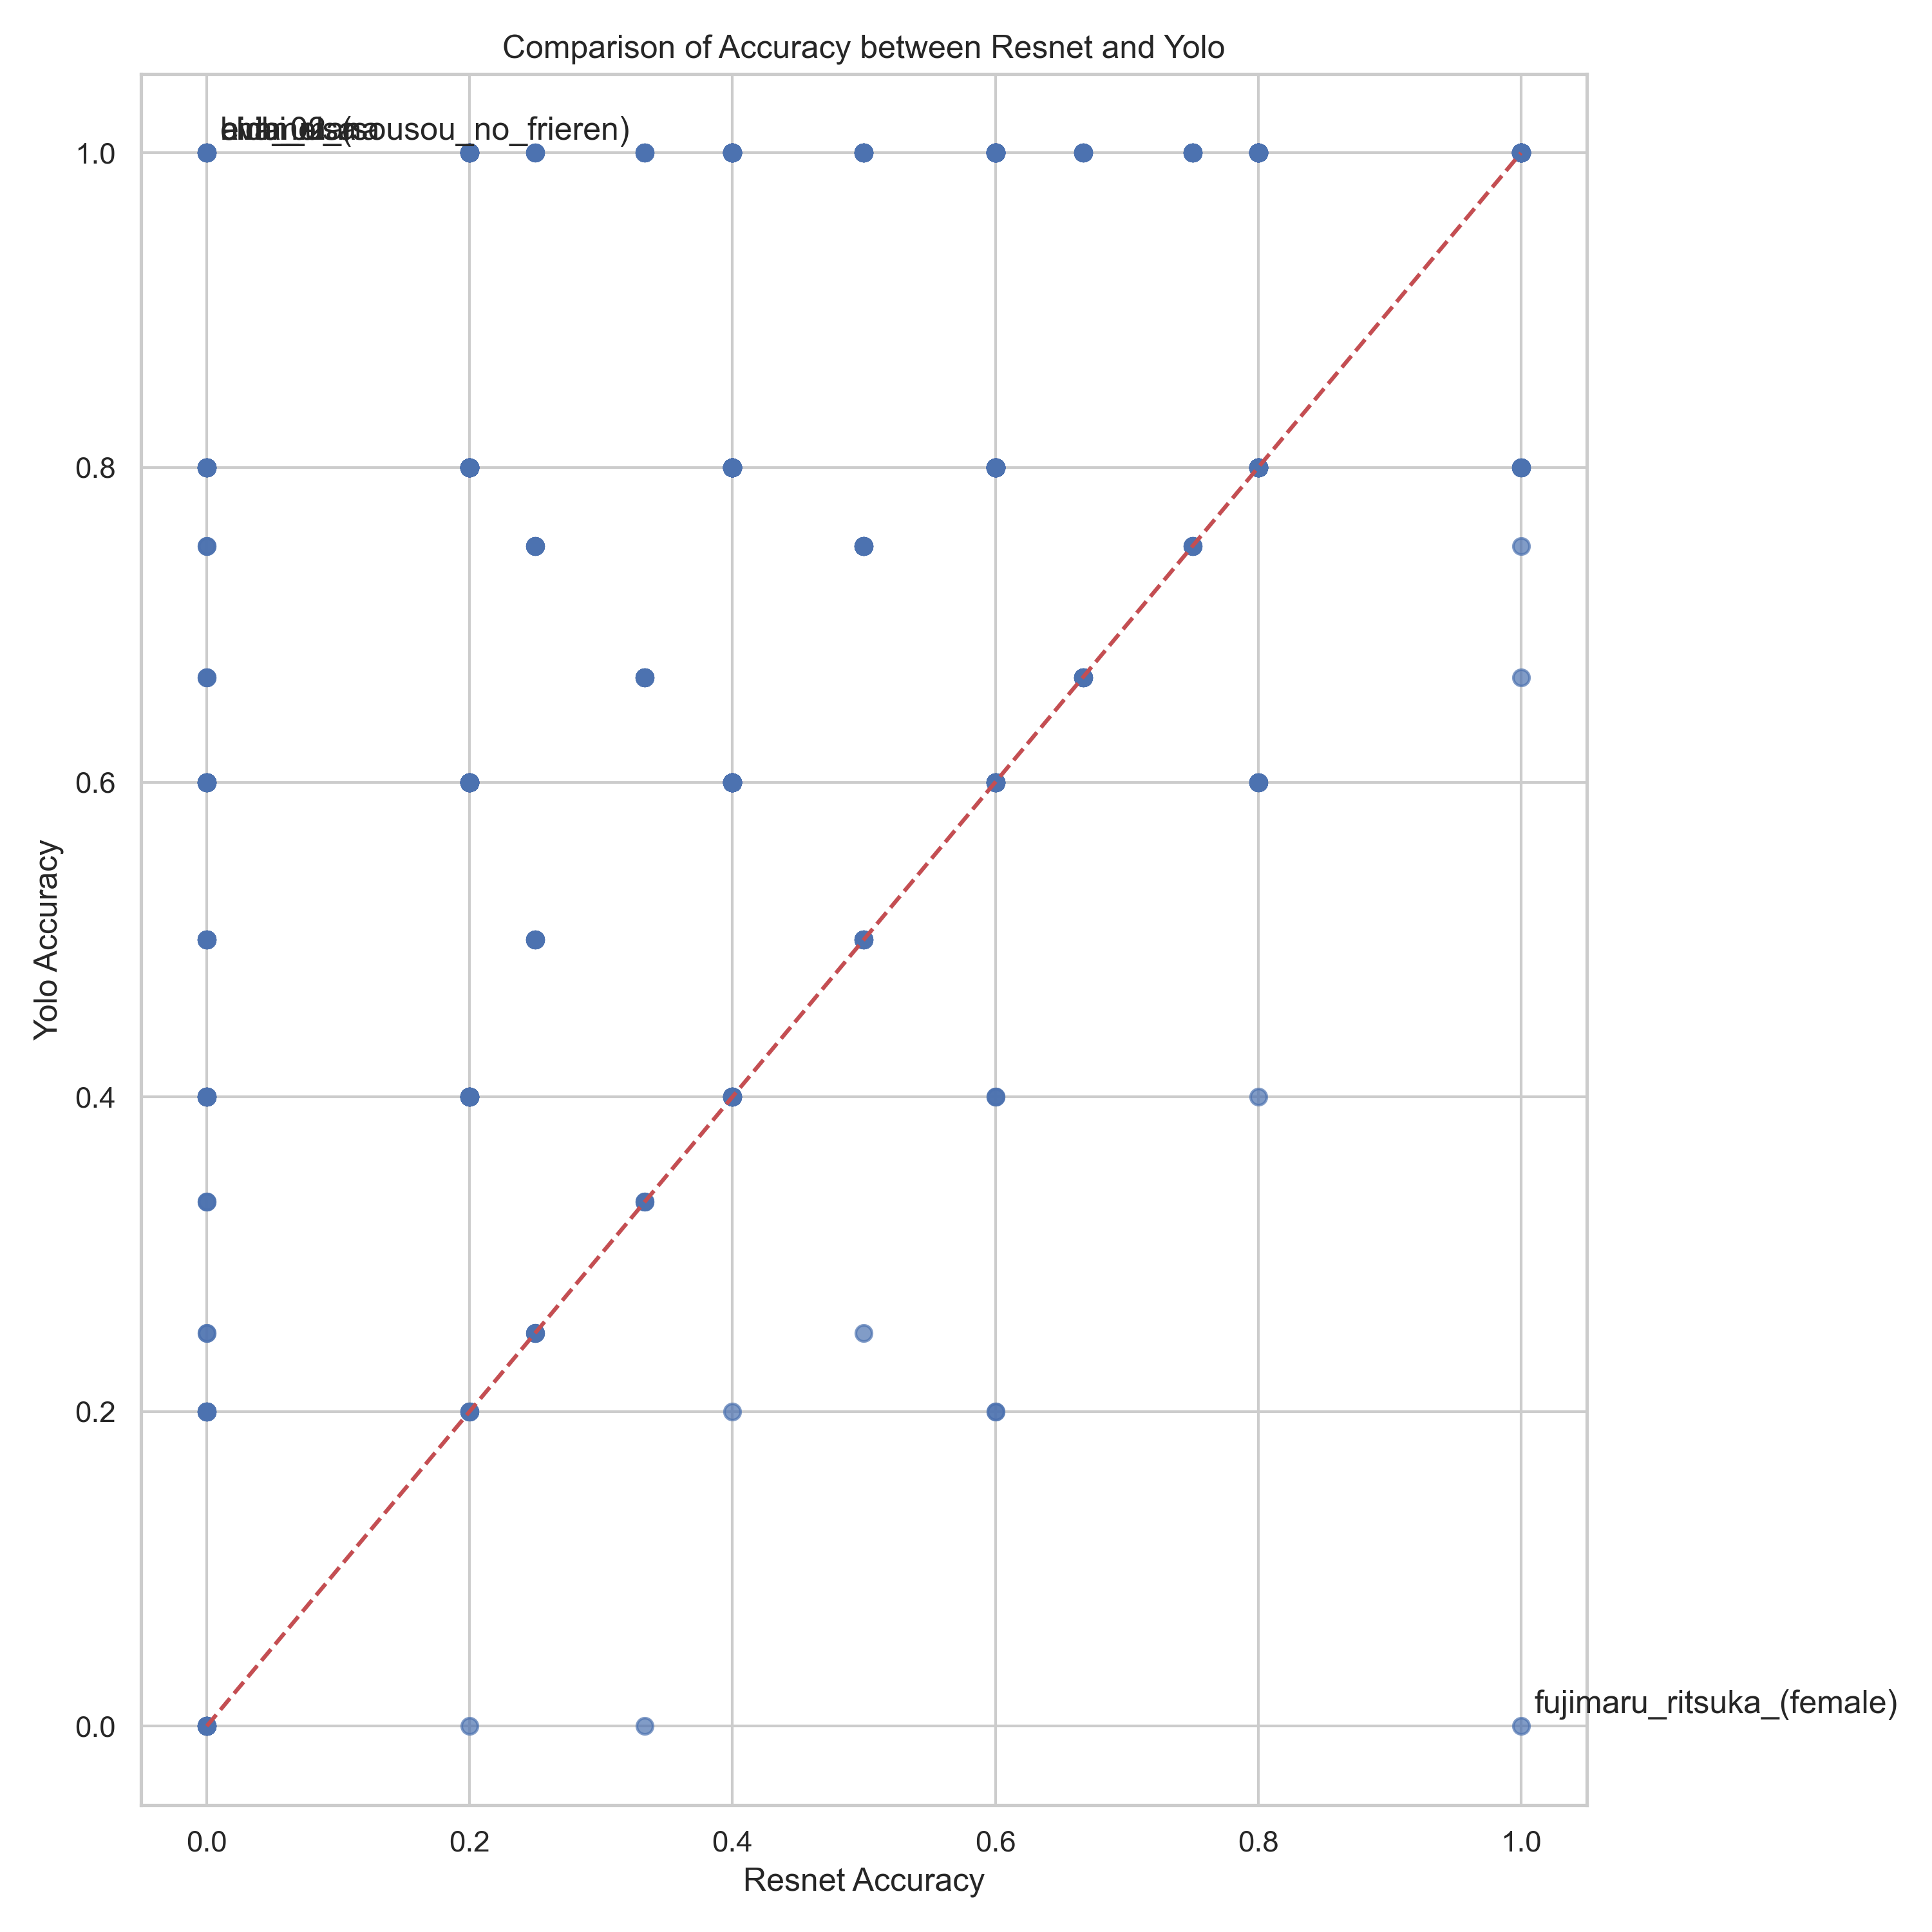 Comparison of Accuracy between Resnet and Yolo
1.0
0.8
0.6
0.4
0.2
0.0
Yolo Accuracy
(sousou_no_frieren)
fujimaru_ritsuka_(female)
0.0 0.2 0.4 0.6 0.8 1.0
Resnet Accuracy